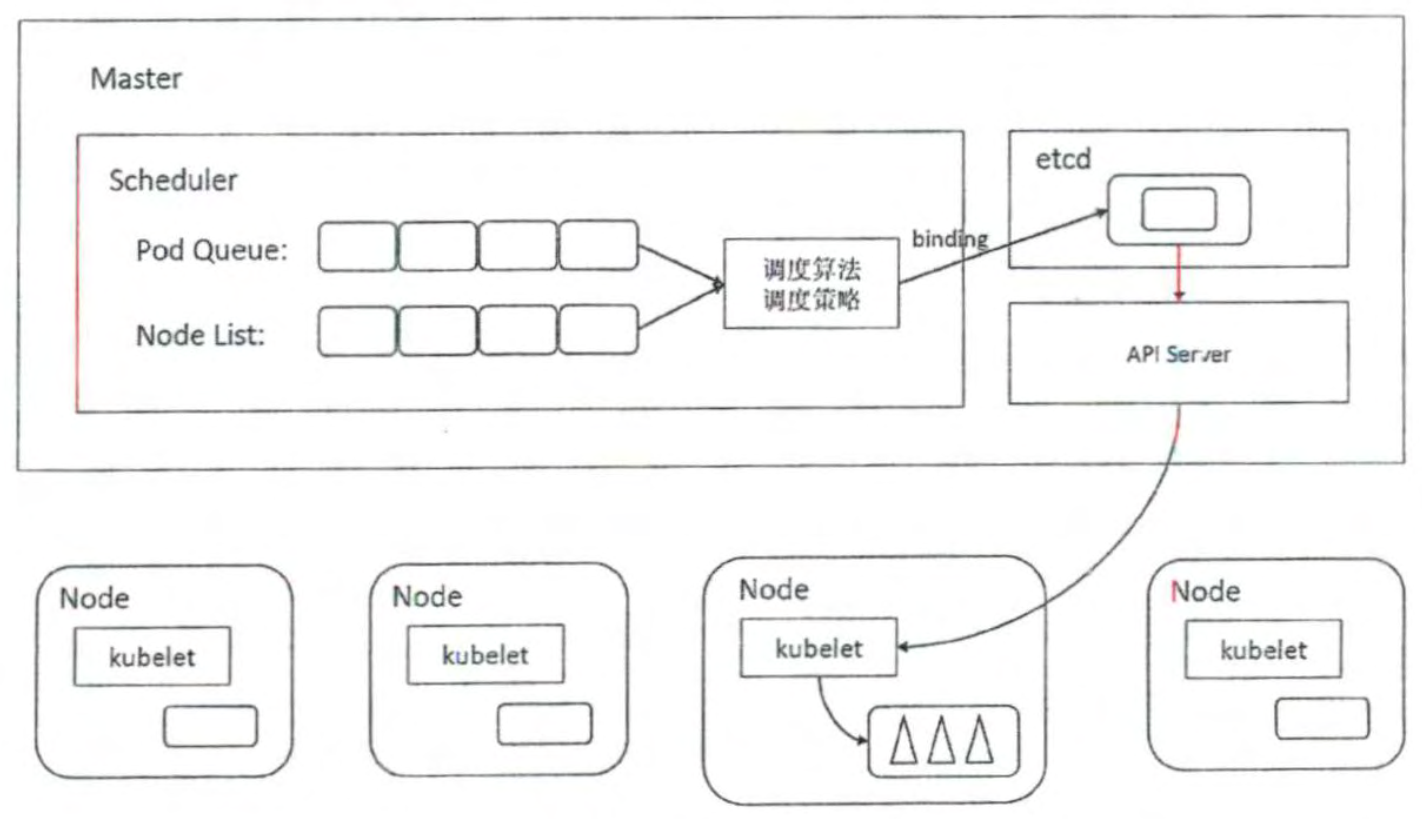 Master
Scheduler
Pod Queue:
Node List:
调度算法
调度策略
binding
etcd
API Server
Node
kubelet
Node
kubelet
Node
kubelet
Node
kubelet